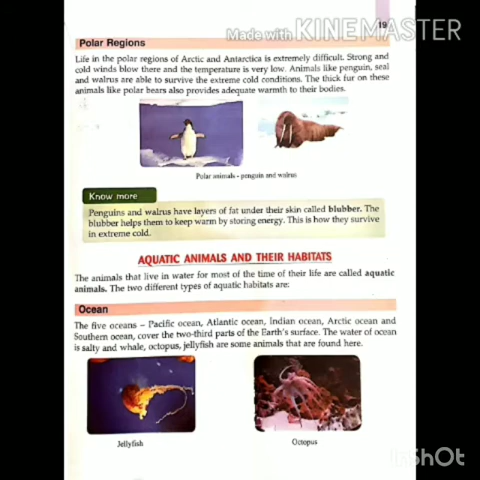 Made with KINEMASTER
19
Polar Regions
Life in the polar regions of Arctic and Antarctica is extremely difficult. Strong and
cold winds blow there and the temperature is very low. Animals like penguin, seal
and walrus are able to survive the extreme cold conditions. The thick fur on these
animals like polar bears also provides adequate warmth to their bodies.
Polar animals - penguin and walrus
Know more
Penguins and walrus have layers of fat under their skin called blubber. The
blubber helps them to keep warm by storing energy. This is how they survive
in extreme cold.
AQUATIC ANIMALS AND THEIR HABITATS
The animals that live in water for most of the time of their life are called aquatic
animals. The two different types of aquatic habitats are:
Ocean
The five oceans – Pacific ocean, Atlantic ocean, Indian ocean, Arctic ocean and
Southern ocean, cover the two-third parts of the Earth's surface. The water of ocean
is salty and whale, octopus, jellyfish are some animals that are found here.
Jellyfish
Octopus